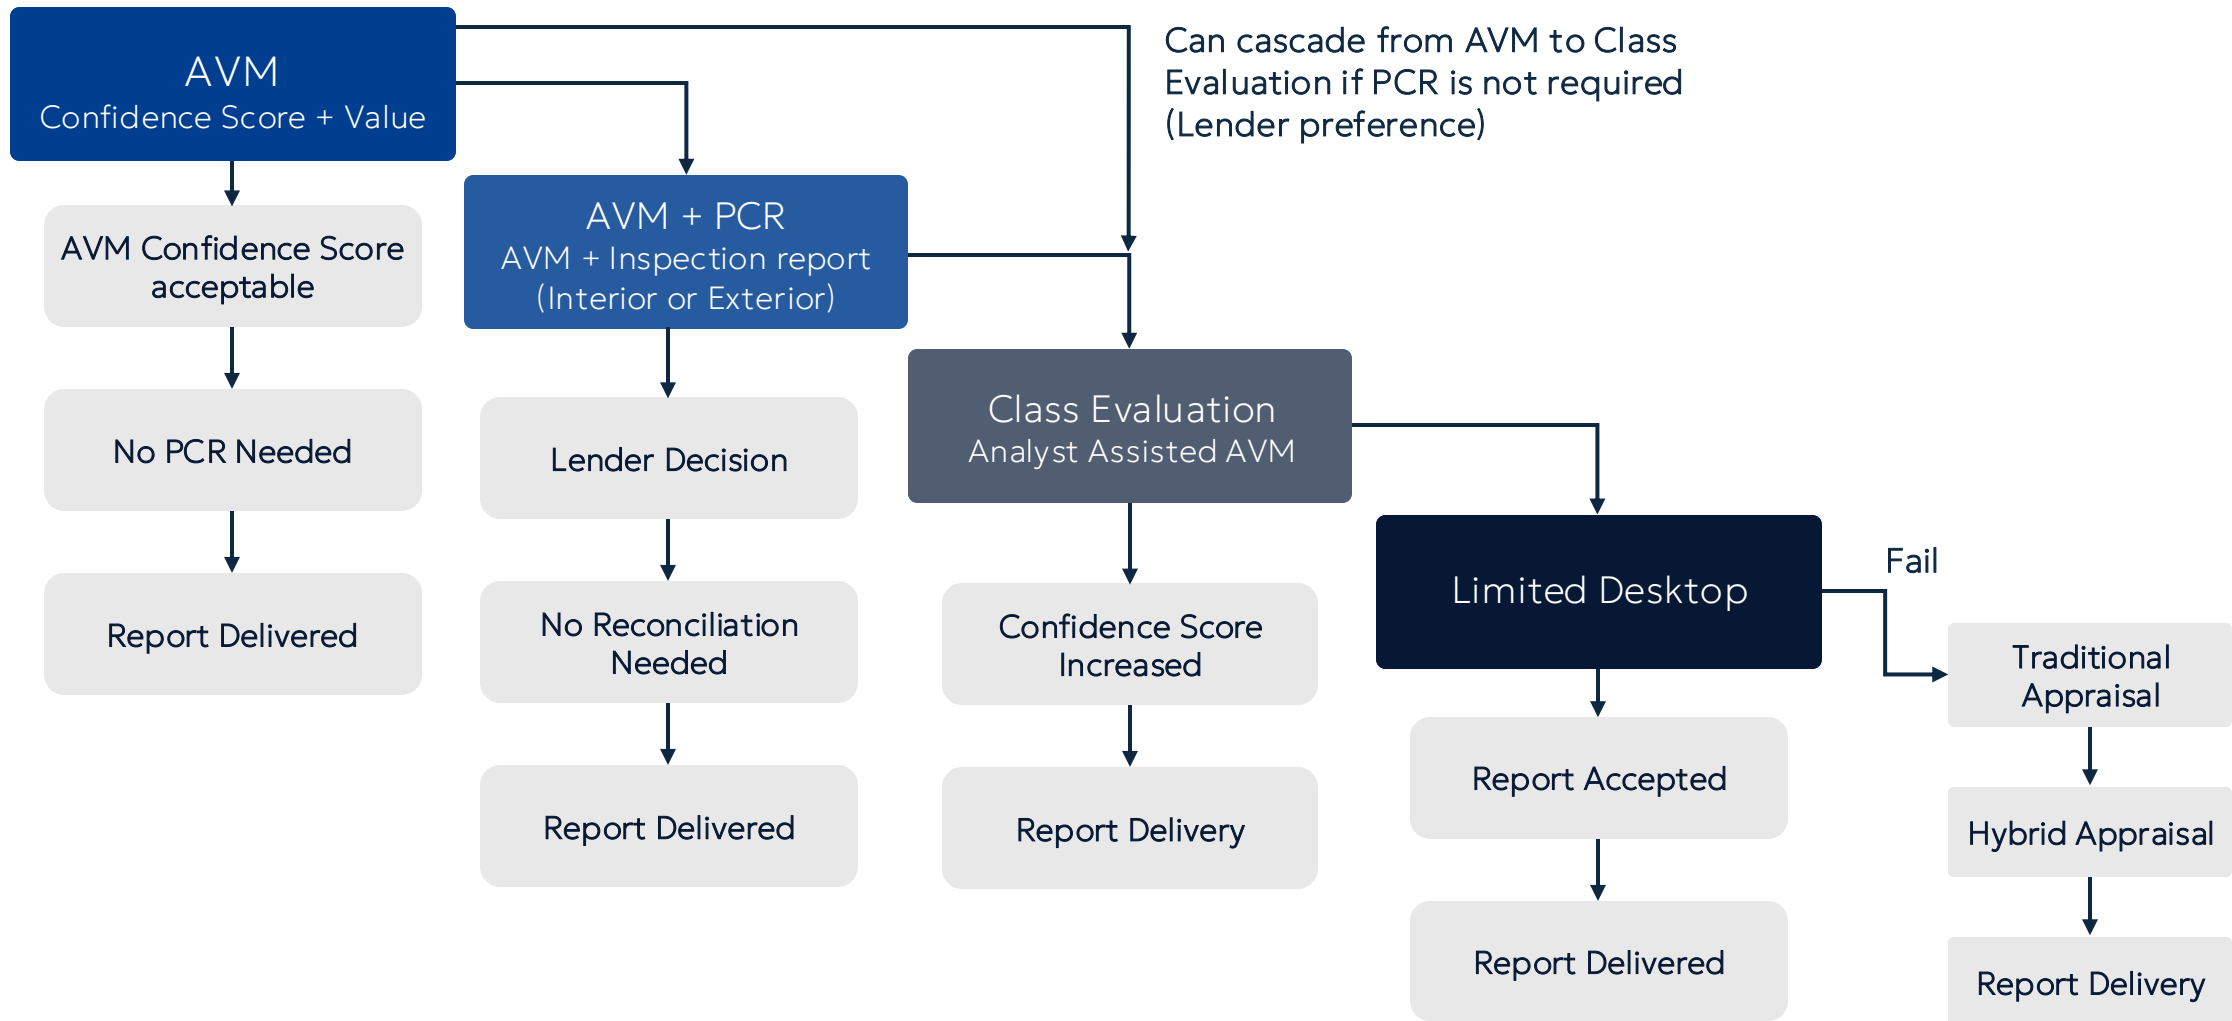 AVM
Confidence Score + Value
Can cascade from AVM to Class
Evaluation if PCR is not required
(Lender preference)
AVM Confidence Score
acceptable
No PCR Needed
Report Delivered
AVM + PCR
AVM + Inspection report
(Interior or Exterior)
Lender Decision
No Reconciliation
Needed
Report Delivered
Class Evaluation
Analyst Assisted AVM
Confidence Score
Increased
Report Delivery
Limited Desktop
Report Accepted
Report Delivered
Fail
Traditional
Appraisal
Hybrid Appraisal
Report Delivery